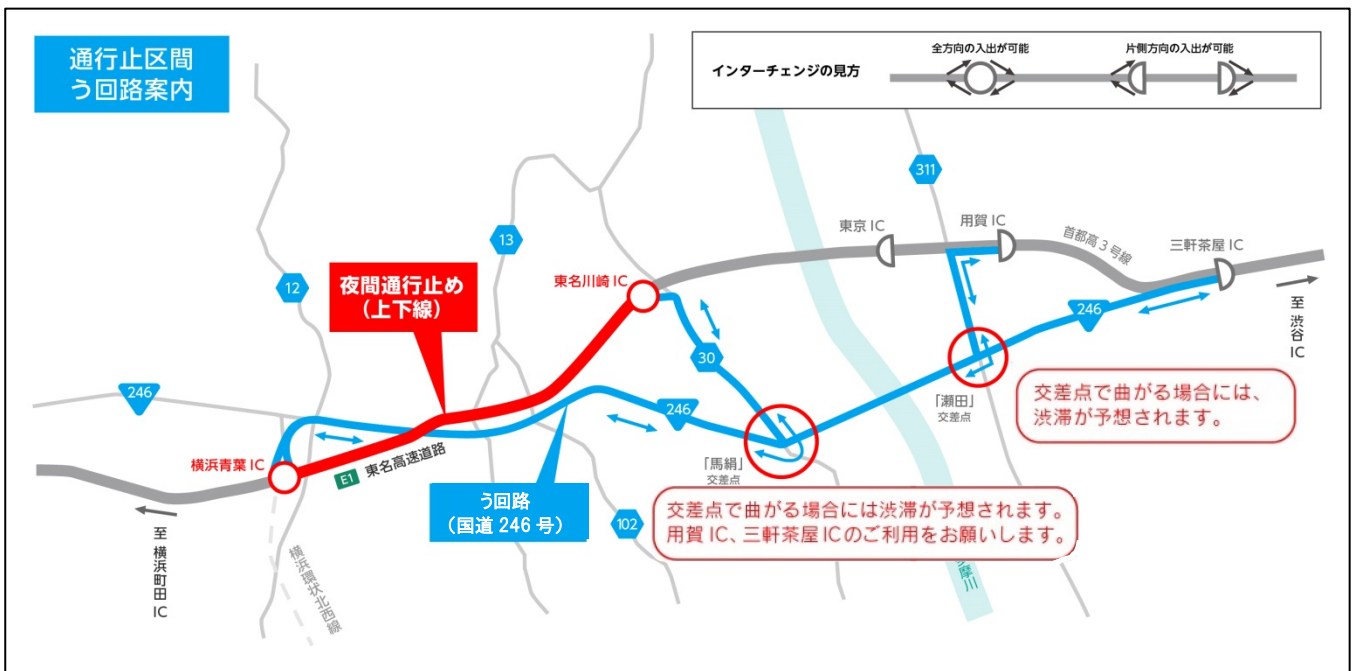 通行止区間
う回路案内
インターチェンジの見方
全方向の入出が可能
片側方向の入出が可能
311
13
12
東京 IC
用賀 IC
首都高 3 号線
三軒茶屋 IC
至 渋谷 IC
夜間通行止め
(上下線)
東名川崎 IC
30
246
246
246
「瀬田」
交差点
交差点で曲がる場合には、
渋滞が予想されます。
横浜青葉 IC
E1 東名高速道路
「馬絹」
交差点
う回路
(国道 246 号)
102
交差点で曲がる場合には渋滞が予想されます。
用賀 IC、三軒茶屋 ICのご利用をお願いします。
至 横浜町田 IC
横浜環状北西線
摩川